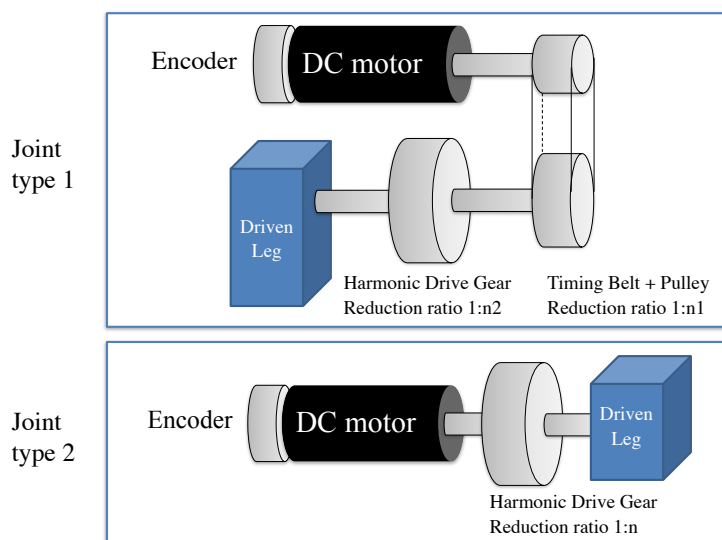 Encoder
DC motor
Joint
type 1
Driven
Leg
Harmonic Drive Gear
Reduction ratio 1:n2
Timing Belt + Pulley
Reduction ratio 1:n1
Joint
type 2
Encoder
DC motor
Driven
Leg
Harmonic Drive Gear
Reduction ratio 1:n